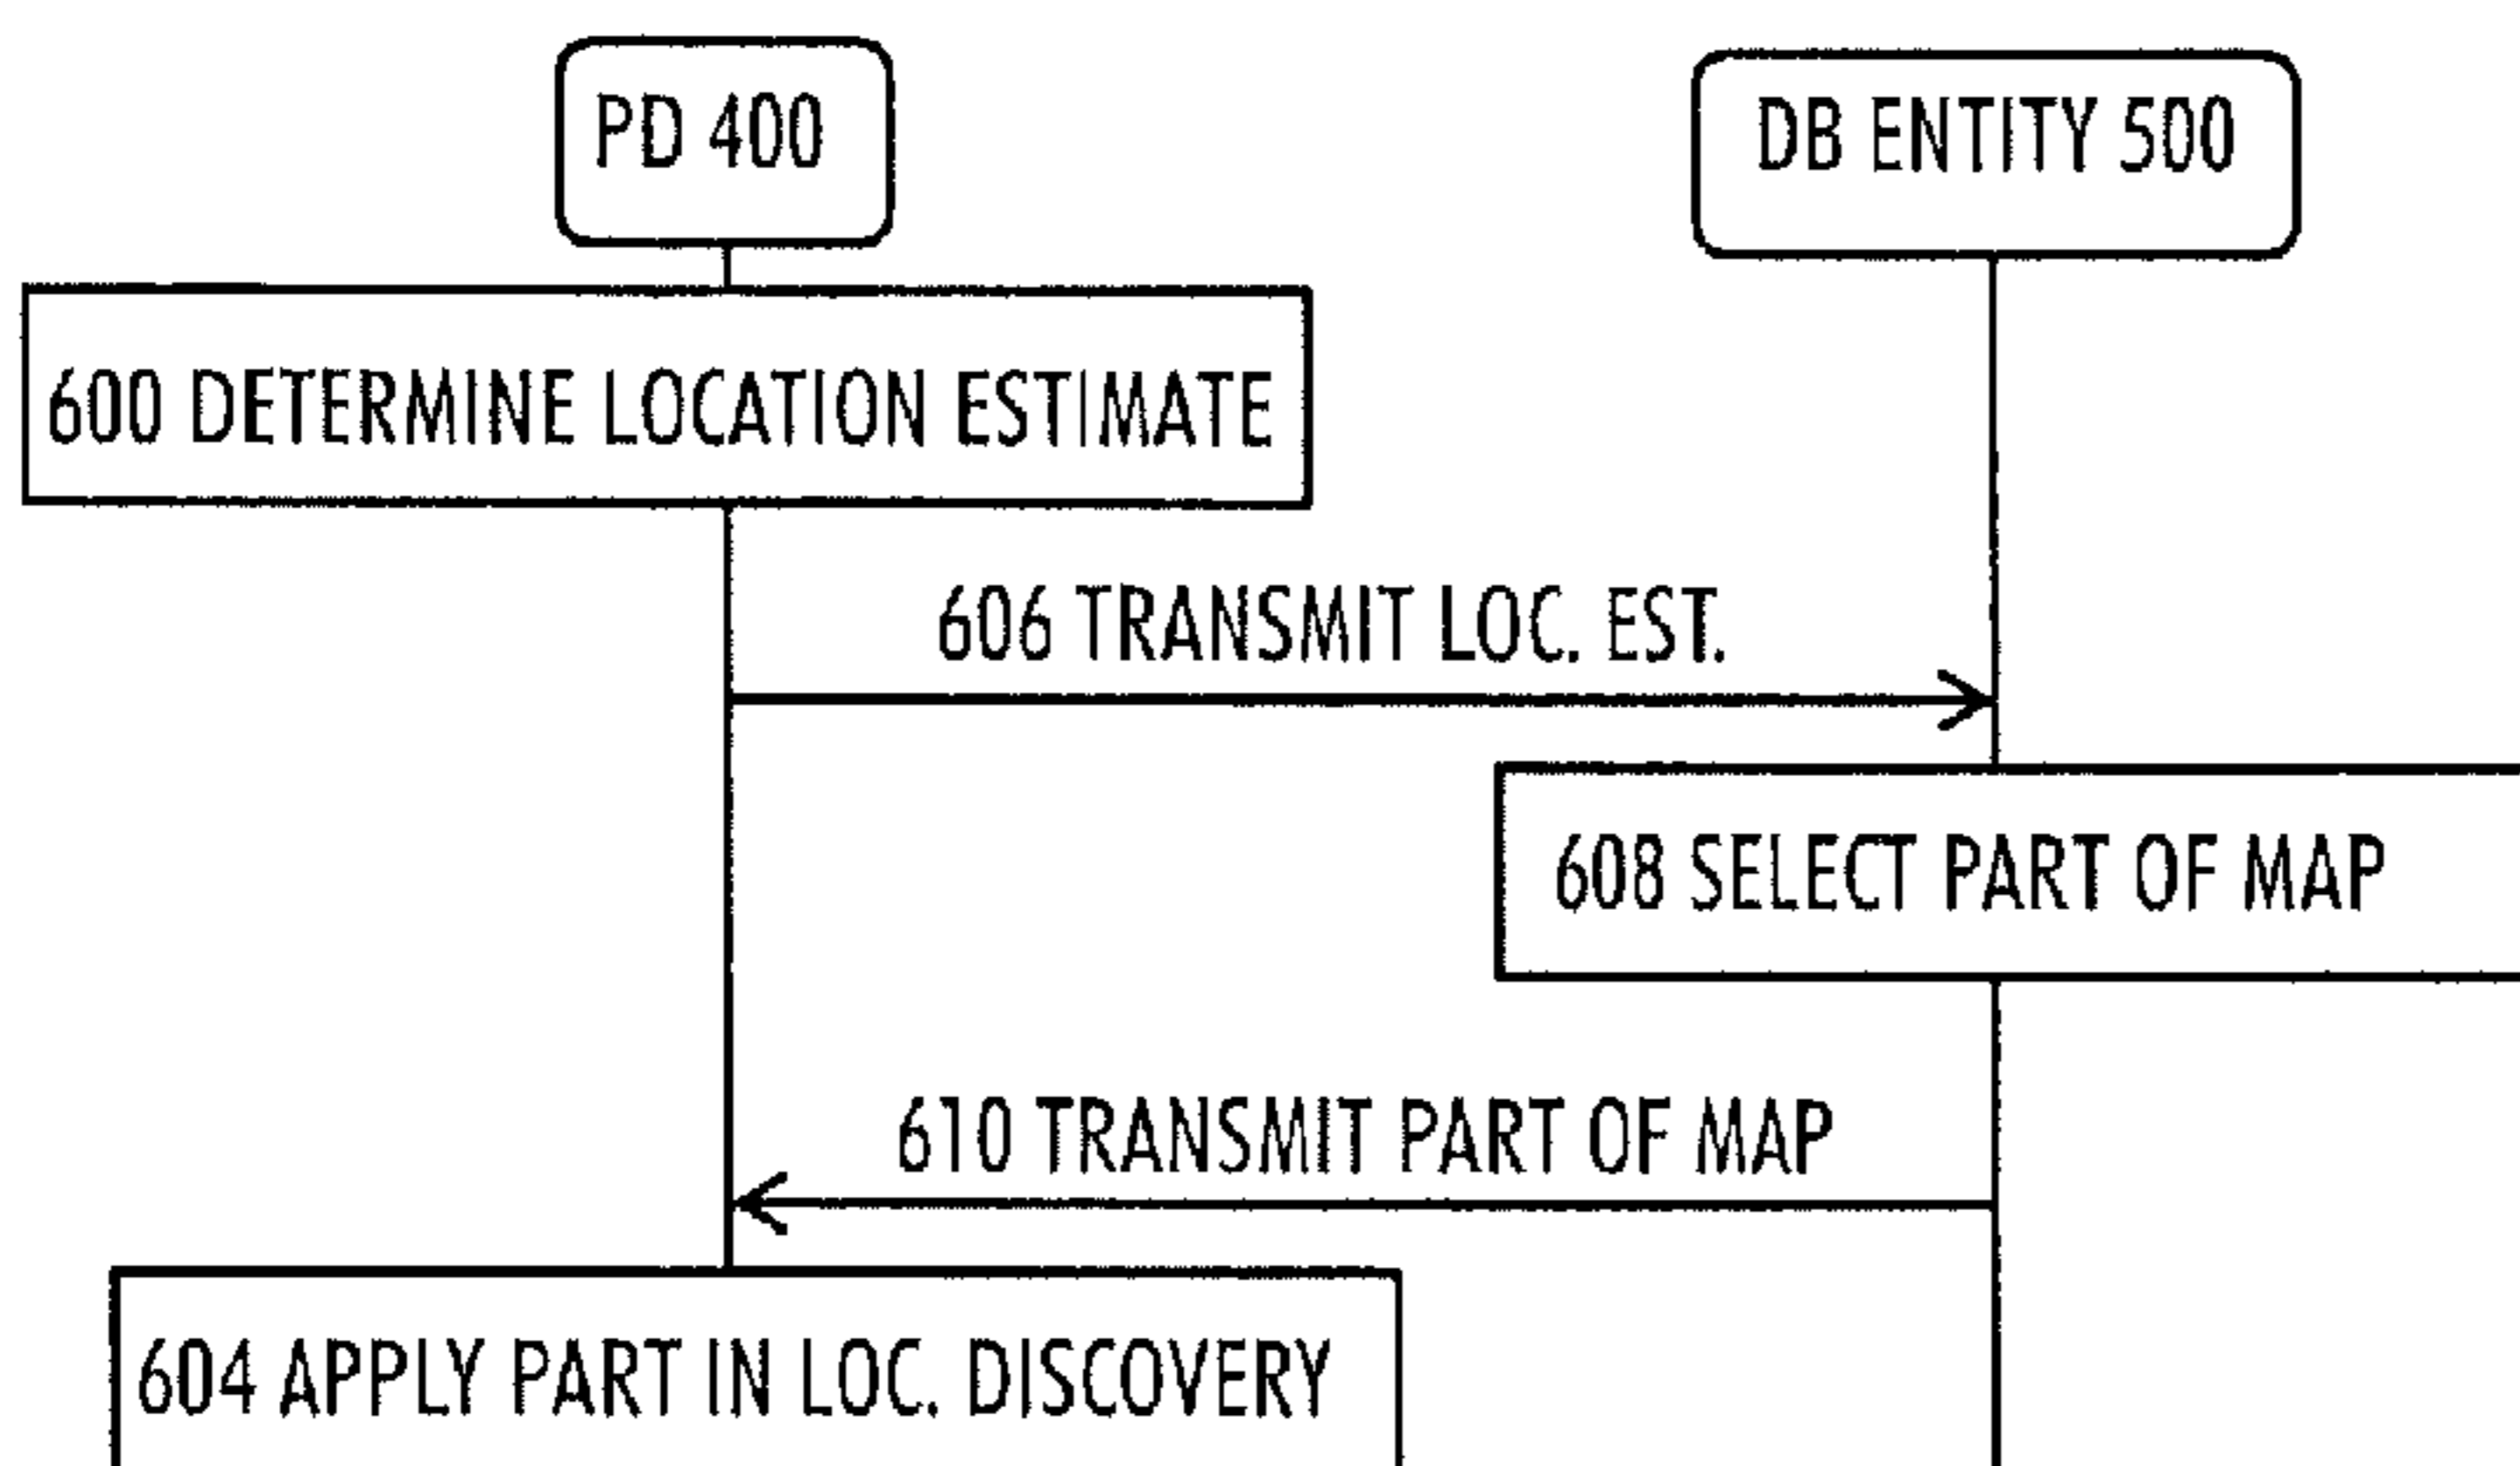 PD 400
DB ENTITY 500
600 DETERMINE LOCATION ESTIMATE
606 TRANSMIT LOC. EST.
608 SELECT PART OF MAP
610 TRANSMIT PART OF MAP
604 APPLY PART IN LOC. DISCOVERY